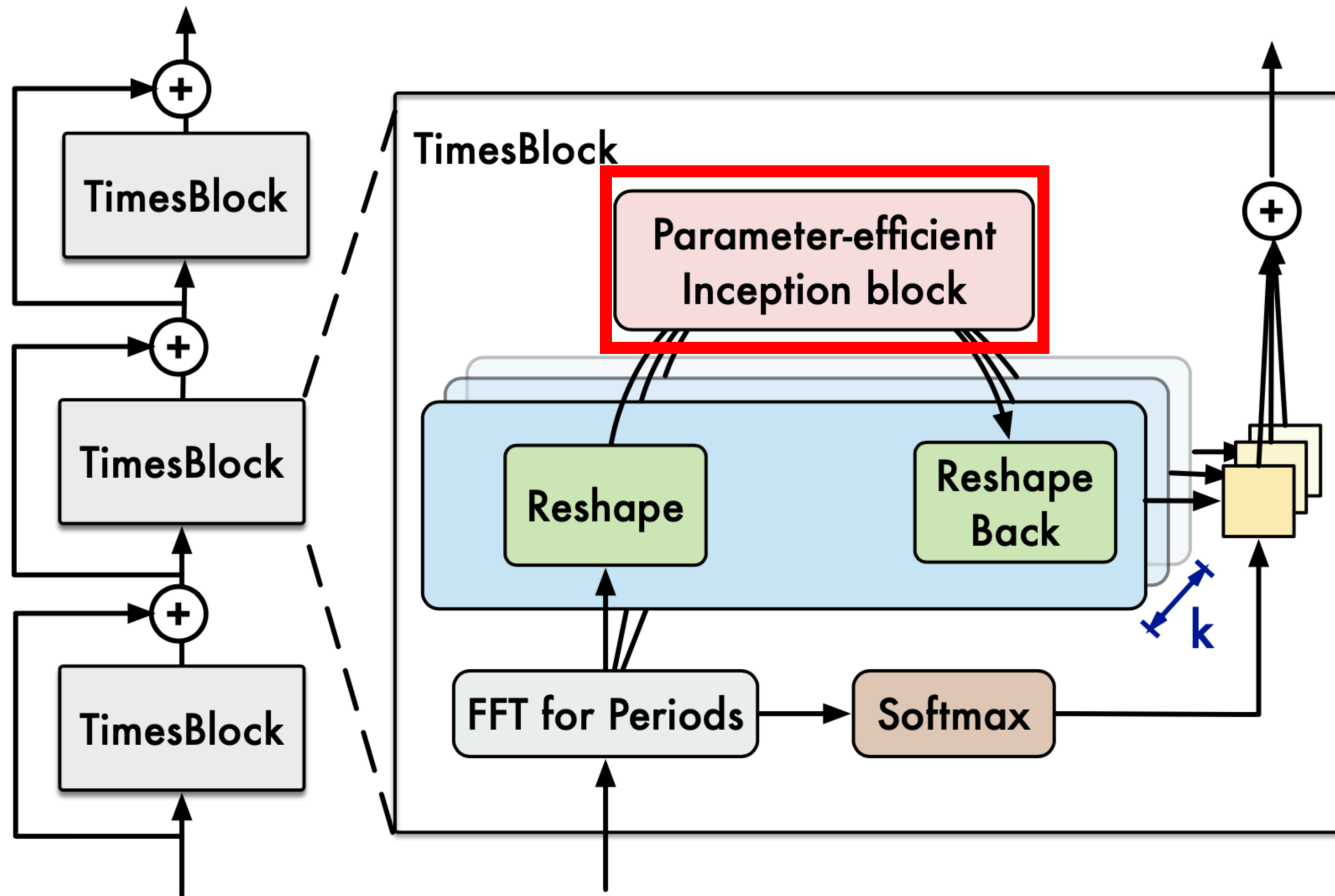 TimesBlock
TimesBlock
TimesBlock
TimesBlock
Parameter-efficient
Inception block
Reshape
Reshape
Back
k
FFT for Periods
Softmax
+
+
+
+